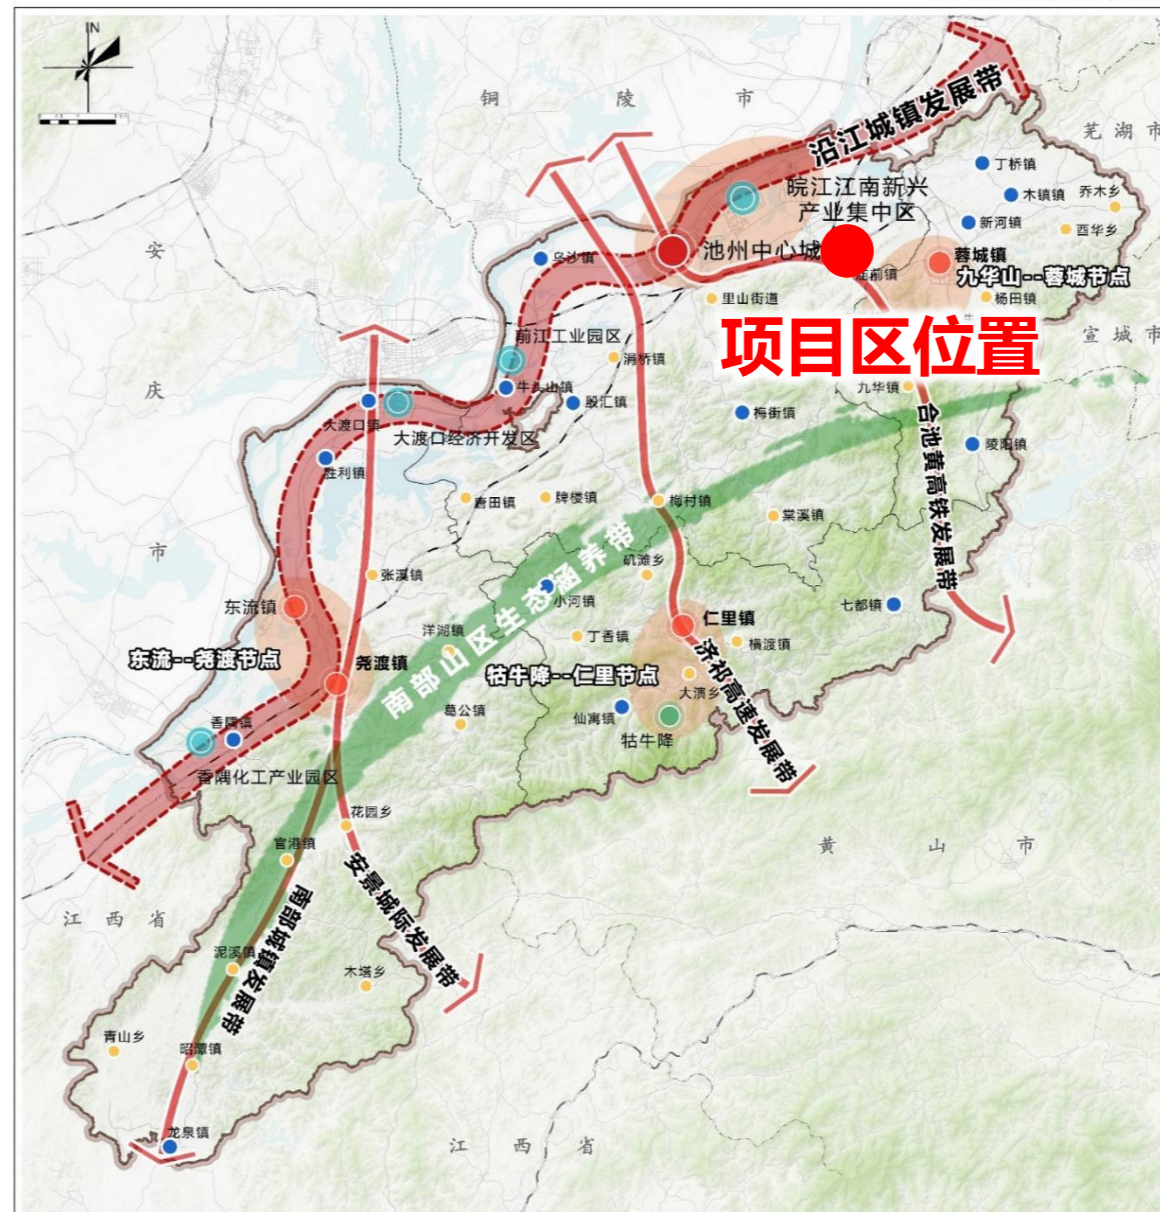 N
铜陵市
沿江城镇发展带
芜湖市
丁桥镇
木镇镇
乔木乡
新河镇
酉华乡
皖江江南新兴
产业集中区
池州中心城
蓉城镇
九华山--蓉城节点
庙前镇
杨田镇
乌沙镇
里山街道
项目区位置
宣城市
安庆市
前江工业园区
涓桥镇
牛头山镇
殷汇镇
九华镇
梅街镇
大渡口镇
大渡口经济开发区
胜利镇
陵阳镇
合池黄高铁发展带
唐田镇
牌楼镇
梅村镇
棠溪镇
张溪镇
矶滩乡
小河镇
南部山区生态涵养带
七都镇
东流镇
洋湖镇
丁香镇
仁里镇
横渡镇
东流--尧渡节点
尧渡镇
牯牛降--仁里节点
济祁高速发展带
大演乡
葛公镇
仙寓镇
牯牛降
香隅镇
香隅化工产业园区
花园乡
官港镇
安景城际发展带
南部城镇发展带
黄山市
江西省
泥溪镇
木塔乡
青山乡
昭潭镇
龙泉镇
江西省